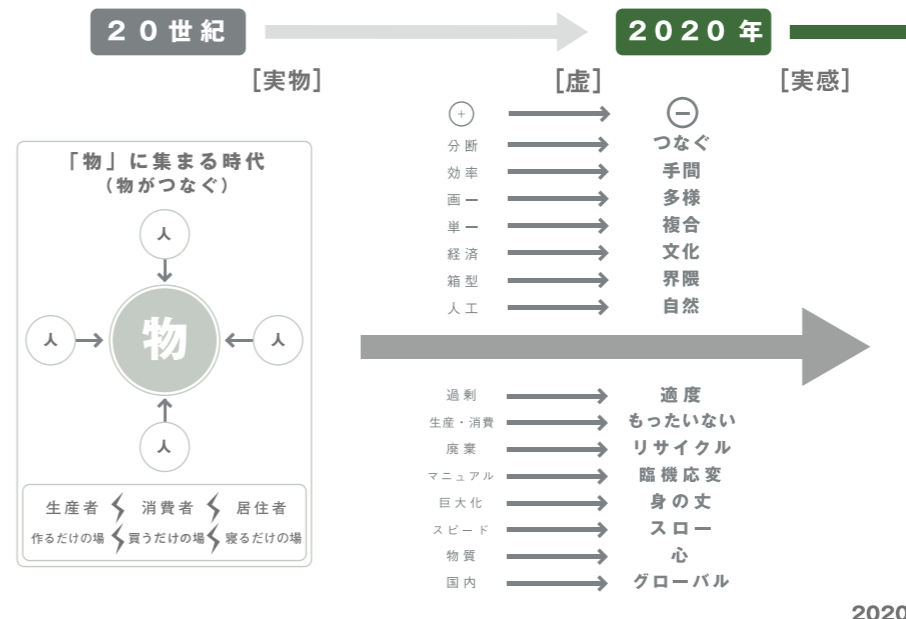 20世紀
2020年
[実物]
[虚]
[実感]
「物」に集まる時代
(物がつなぐ)
人
人
物
人
人
生産者 消費者 居住者
作るだけの場 買うだけの場 寝るだけの場
+ −
分断 つなぐ
効率 手間
画一 多様
単一 複合
経済 文化
箱型 界隈
人工 自然
過剰 適度
生産・消費 もったいない
廃棄 リサイクル
マニュアル 臨機応変
巨大化 身の丈
スピード スロー
物質 心
国内 グローバル
2020